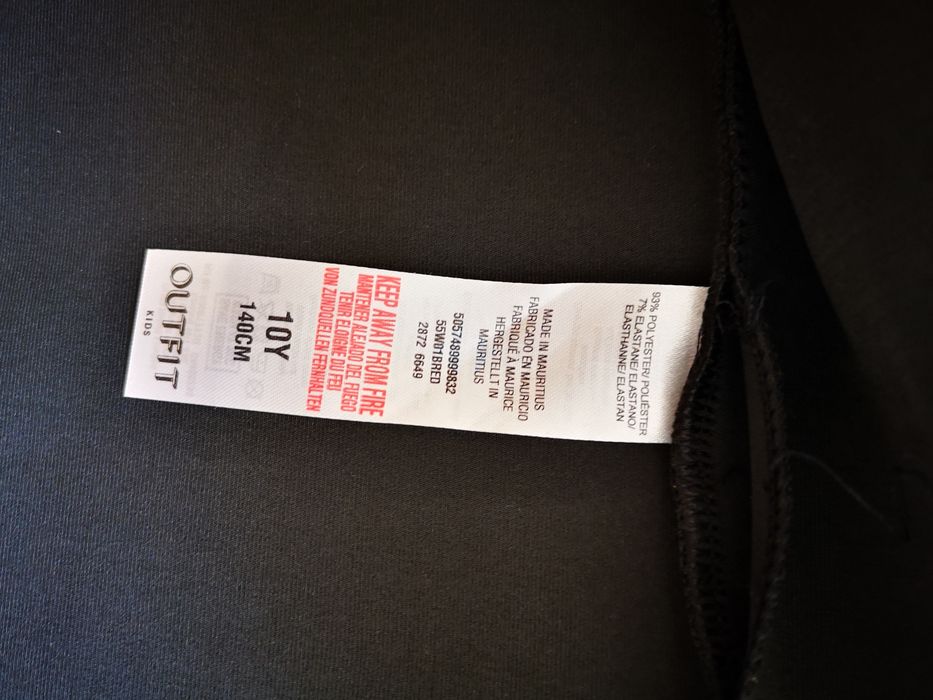 93% POLYESTER/ POLIÉSTER
7% ELASTANE/ ELASTANO/
ELASTHANNE/ ELASTAN
MADE IN MAURITIUS
FABRICADO EN MAURICIO
FABRIQUÉ À MAURICE
HERGESTELLT IN
MAURITIUS
5057489999832
55W01BRED
2872 6649
KEEP AWAY FROM FIRE
MANTENER ALEJADO DEL FUEGO
TENIR ELOIGNE DU FEU
VON ZUNDQUELLEN FERNHALTEN
10Y
140CM
OUTFIT
KIDS